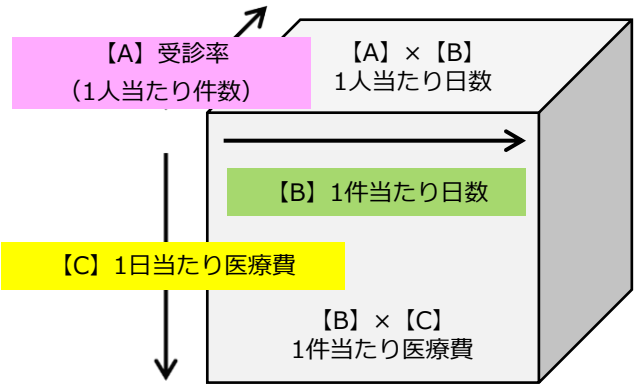 【A】受診率
（1人当たり件数）
【A】×【B】
1人当たり日数
【B】1件当たり日数
【C】1日当たり医療費
【B】×【C】
1件当たり医療費